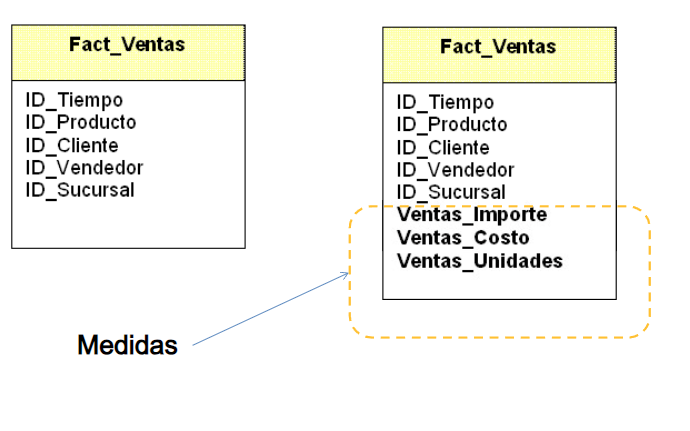 Fact_Ventas
ID_Tiempo
ID_Producto
ID_Cliente
ID_Vendedor
ID_Sucursal
Fact_Ventas
ID_Tiempo
ID_Producto
ID_Cliente
ID_Vendedor
ID_Sucursal
Ventas_Importe
Ventas_Costo
Ventas_Unidades
Medidas